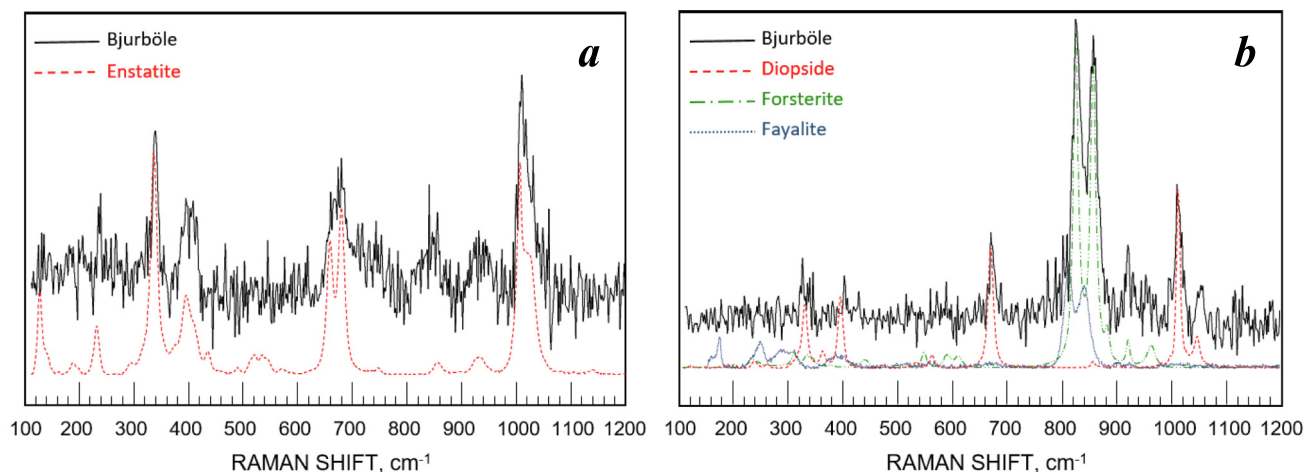 Bjurböle
Enstatite
a
100 200 300 400 500 600 700 800 900 1000 1100 1200
RAMAN SHIFT, cm-1
Bjurböle
Diopside
Forsterite
Fayalite
b
100 200 300 400 500 600 700 800 900 1000 1100 1200
RAMAN SHIFT, cm-1